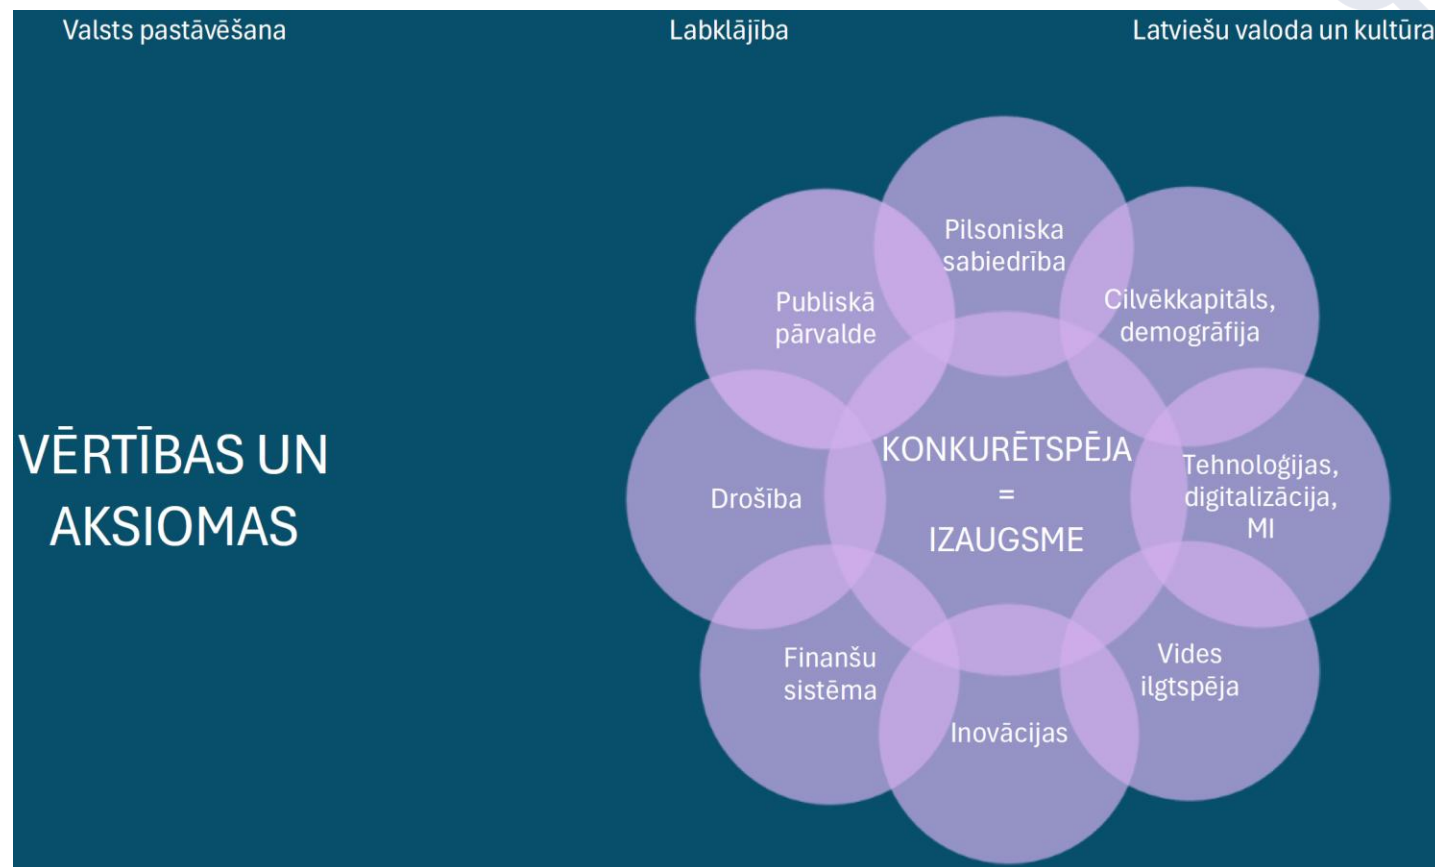 Valsts pastāvēšana
Labklājība
Latviešu valoda un kultūra
VĒRTĪBAS UN
AKSIOMAS
Pilsoniska
sabiedrība
Cilvēkkapitāls,
demogrāfija
Tehnoloģijas,
digitalizācija,
MI
Vides
ilgtspēja
Inovācijas
Finanšu
sistēma
Drošība
Publiskā
pārvalde
KONKURĒTSPĒJA
=
IZAUGSME